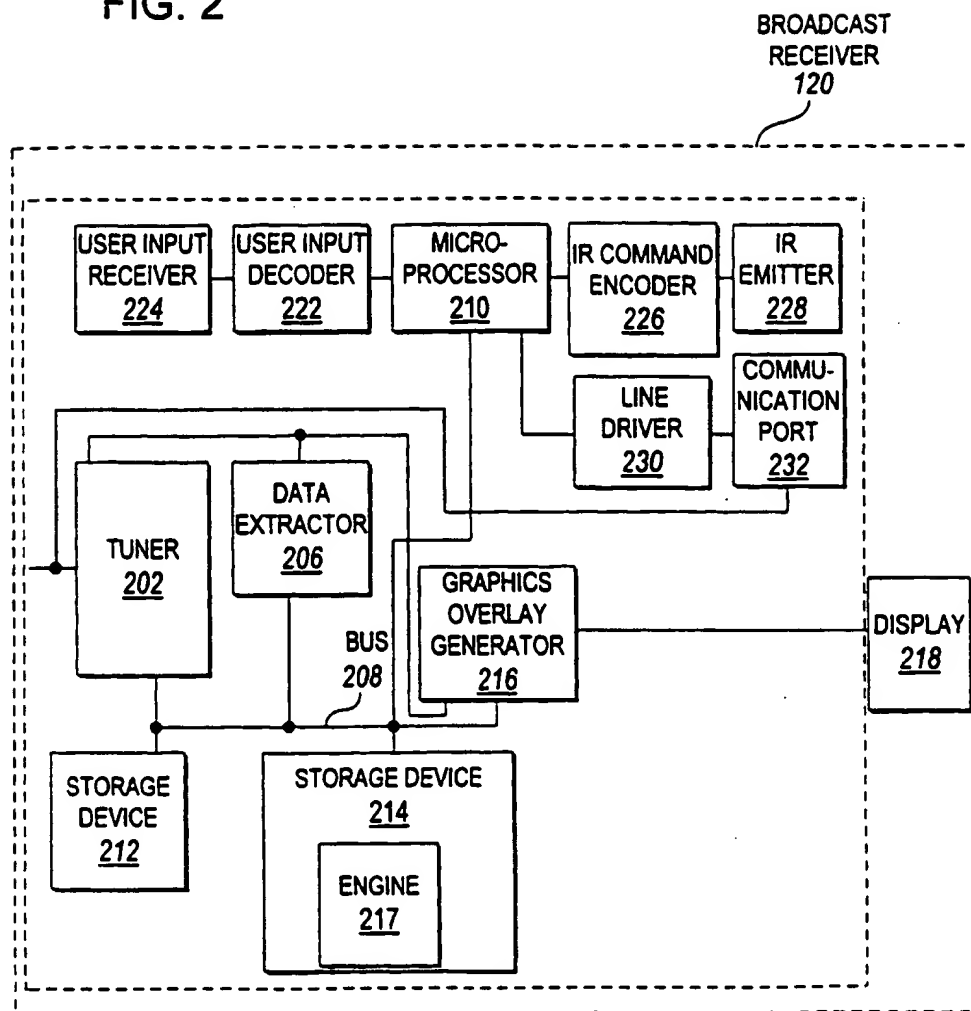 FIG. 2
BROADCAST
RECEIVER
120
USER INPUT
RECEIVER
224
USER INPUT
DECODER
222
MICRO-
PROCESSOR
210
IR COMMAND
ENCODER
226
IR
EMITTER
228
LINE
DRIVER
230
COMMU-
NICATION
PORT
232
TUNER
202
DATA
EXTRACTOR
206
GRAPHICS
OVERLAY
GENERATOR
216
DISPLAY
218
BUS
208
STORAGE
DEVICE
212
STORAGE DEVICE
214
ENGINE
217